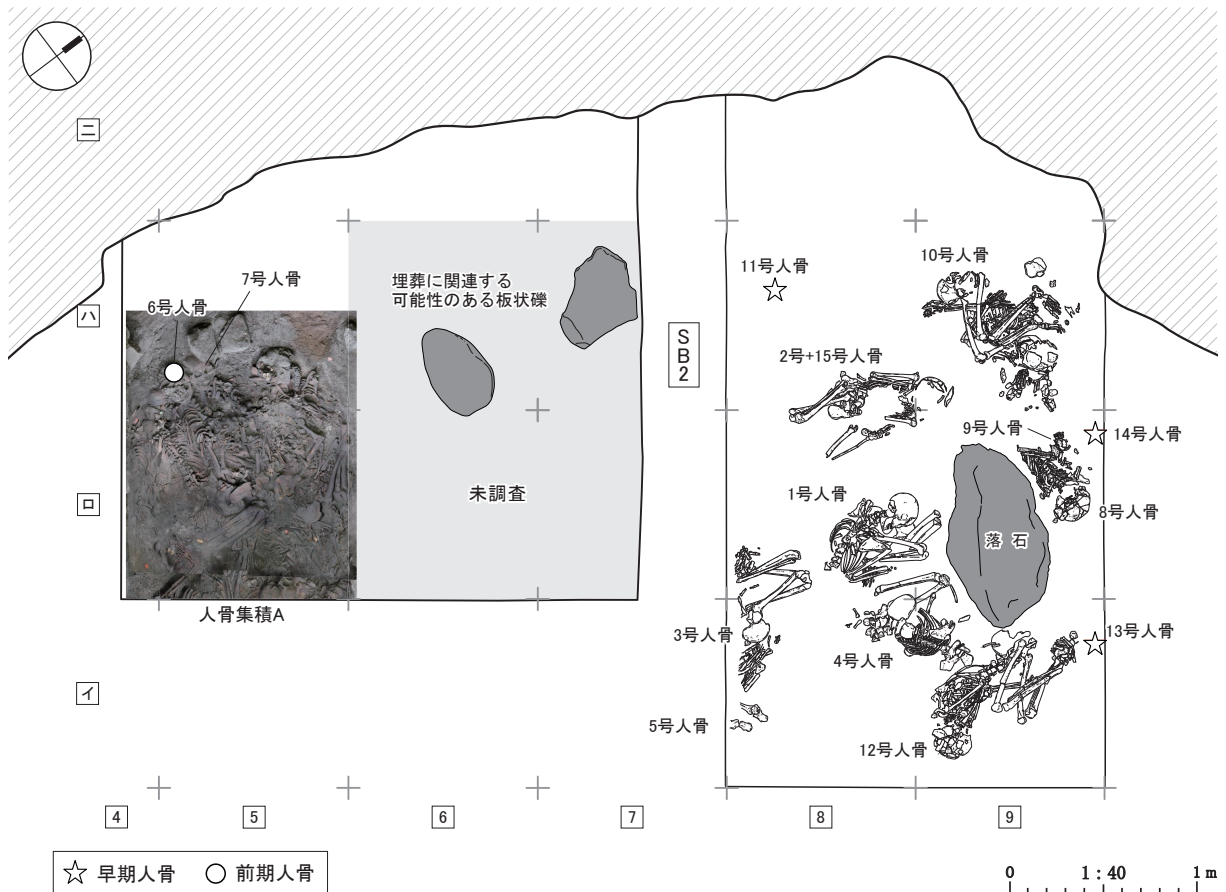 ニ
7号人骨
11号人骨
10号人骨
6号人骨
埋葬に関連する
可能性のある板状礫
ハ
SB2
2号+15号人骨
9号人骨
14号人骨
未調査
1号人骨
8号人骨
ロ
落石
人骨集積A
3号人骨
13号人骨
4号人骨
イ
5号人骨
12号人骨
4 5 6 7 8 9
☆ 早期人骨 ○ 前期人骨
0 1:40 1m